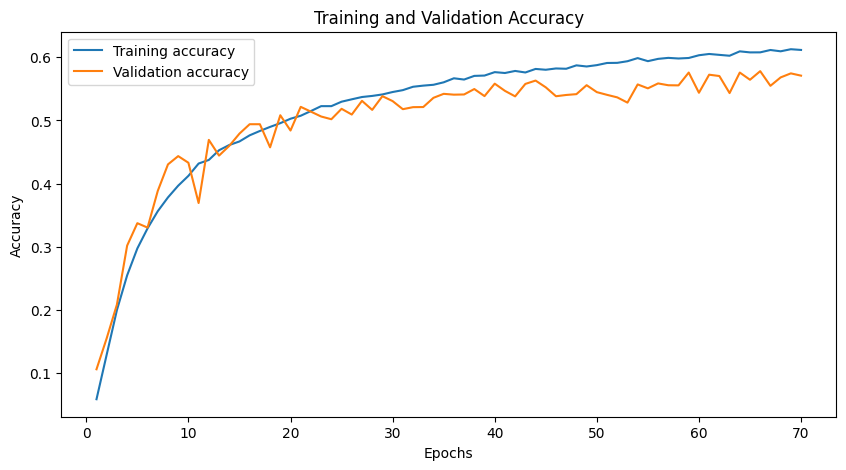 Training and Validation Accuracy
Training accuracy
Validation accuracy
0.6
0.5
0.4
0.3
0.2
0.1
Accuracy
0 10 20 30 40 50 60 70
Epochs